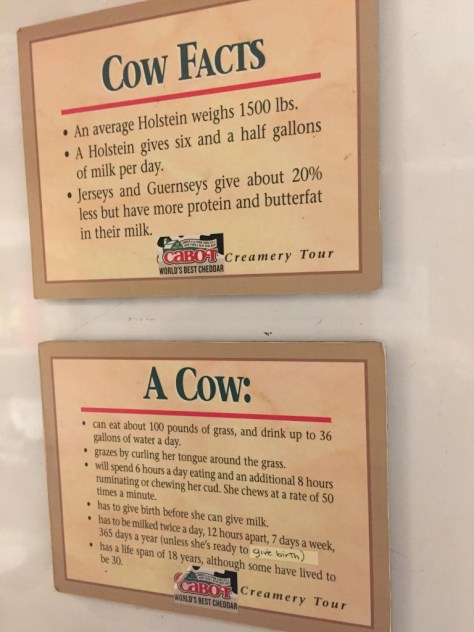 COW FACTS
• An average Holstein weighs 1500 lbs.
• A Holstein gives six and a half gallons
of milk per day.
• Jerseys and Guernseys give about 20%
less but have more protein and butterfat
in their milk.
CABOT
WORLD'S BEST CHEDDAR
Creamery Tour
A COW:
• can eat about 100 pounds of grass, and drink up to 36
gallons of water a day.
• grazes by curling her tongue around the grass.
• will spend 6 hours a day eating and an additional 8 hours
ruminating or chewing her cud. She chews at a rate of 50
times a minute.
• has to give birth before she can give milk.
• has to be milked twice a day, 12 hours apart, 7 days a week,
365 days a year (unless she's ready to give birth)
• has a life span of 18 years, although some have lived to
be 30.
CABOT
WORLD'S BEST CHEDDAR
Creamery Tour